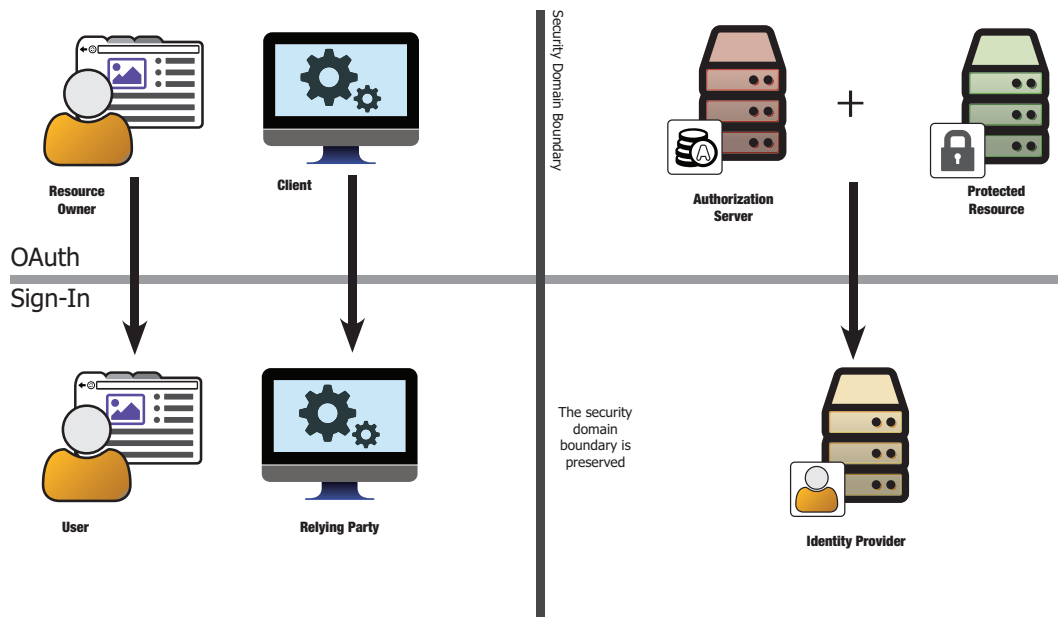 Resource
Owner
Client
Security Domain Boundary
A
Authorization
Server
Protected
Resource
OAuth
Sign-In
The security
domain
boundary is
preserved
User
Relying Party
Identity Provider